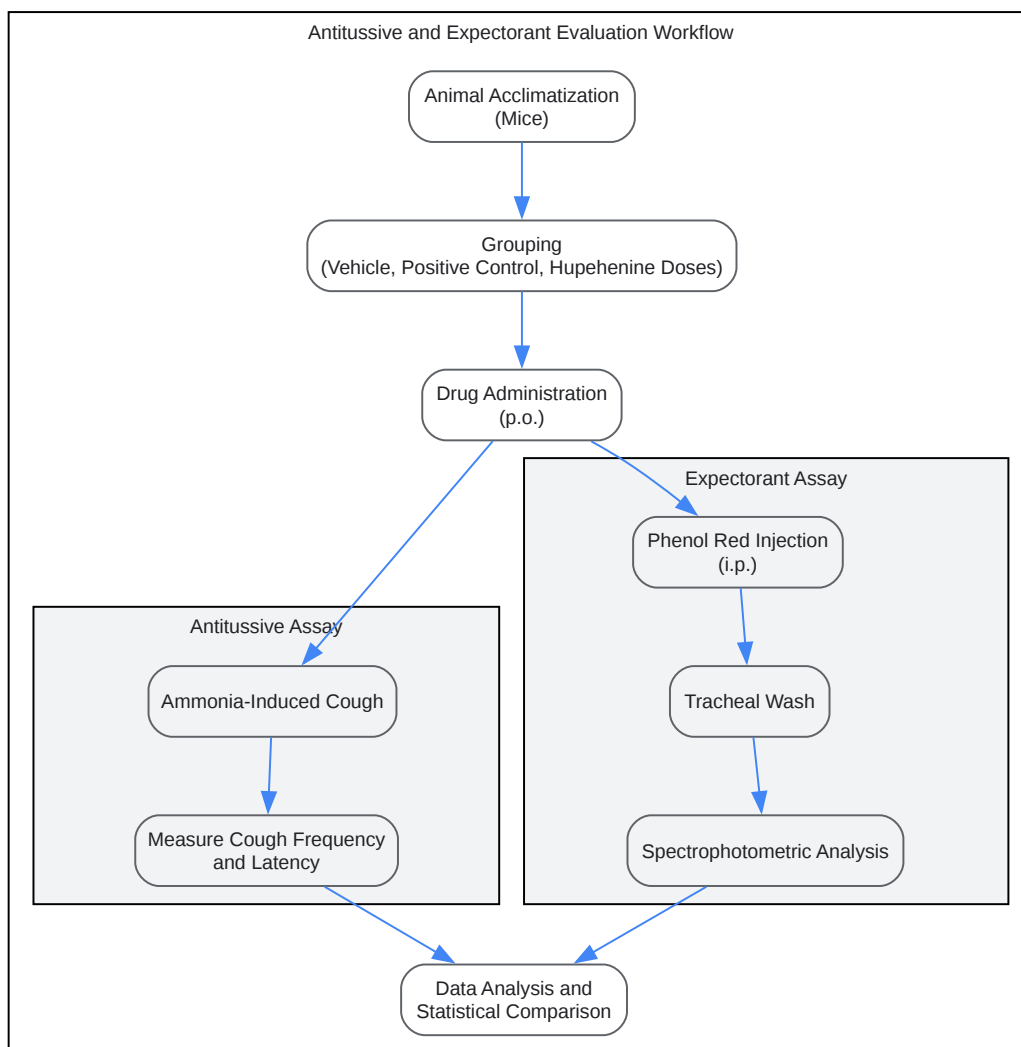 Antitussive and Expectorant Evaluation Workflow
Animal Acclimatization
(Mice)
Grouping
(Vehicle, Positive Control, Hupehenine Doses)
Drug Administration
(p.o.)
Expectorant Assay
Phenol Red Injection
(i.p.)
Antitussive Assay
Ammonia-Induced Cough
Tracheal Wash
Measure Cough Frequency
and Latency
Spectrophotometric Analysis
Data Analysis and
Statistical Comparison